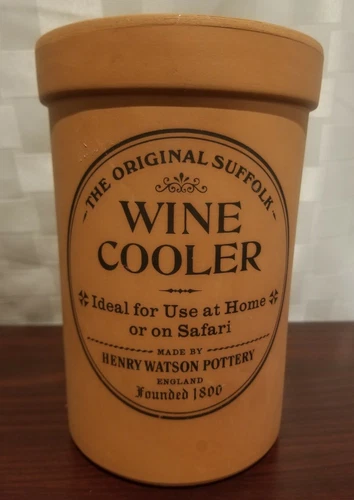 THE ORIGINAL SUFFOLK
WINE
COOLER
Ideal for Use at Home
or on Safari
MADE BY
HENRY WATSON POTTERY
ENGLAND
Founded 1800